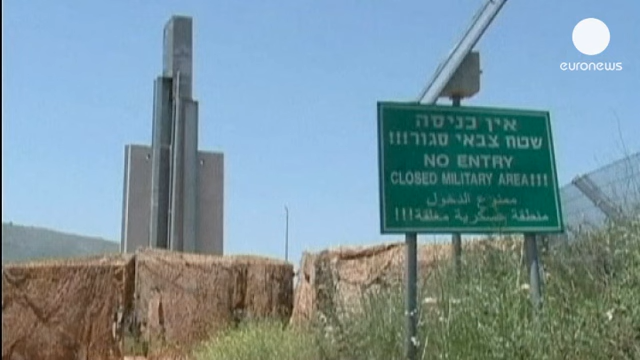 euronews
אין כניסה
שטח צבאי סגור!!!
NO ENTRY
CLOSED MILITARY AREA!!!
ممنوع الدخول
منطقة عسكرية مغلقة!!!